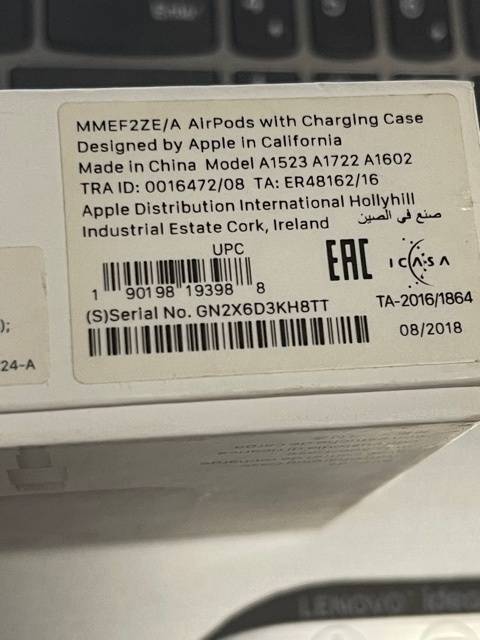 MMEF2ZE/A AirPods with Charging Case
Designed by Apple in California
Made in China Model A1523 A1722 A1602
TRA ID: 0016472/08 TA: ER48162/16
Apple Distribution International Hollyhill
Industrial Estate Cork, Ireland صنع في الصين
UPC
1 90198 19398 8
EAC
ICASA
(S)Serial No. GN2X6D3KH8TT
TA-2016/1864
08/2018
);
24-A
LENOVO